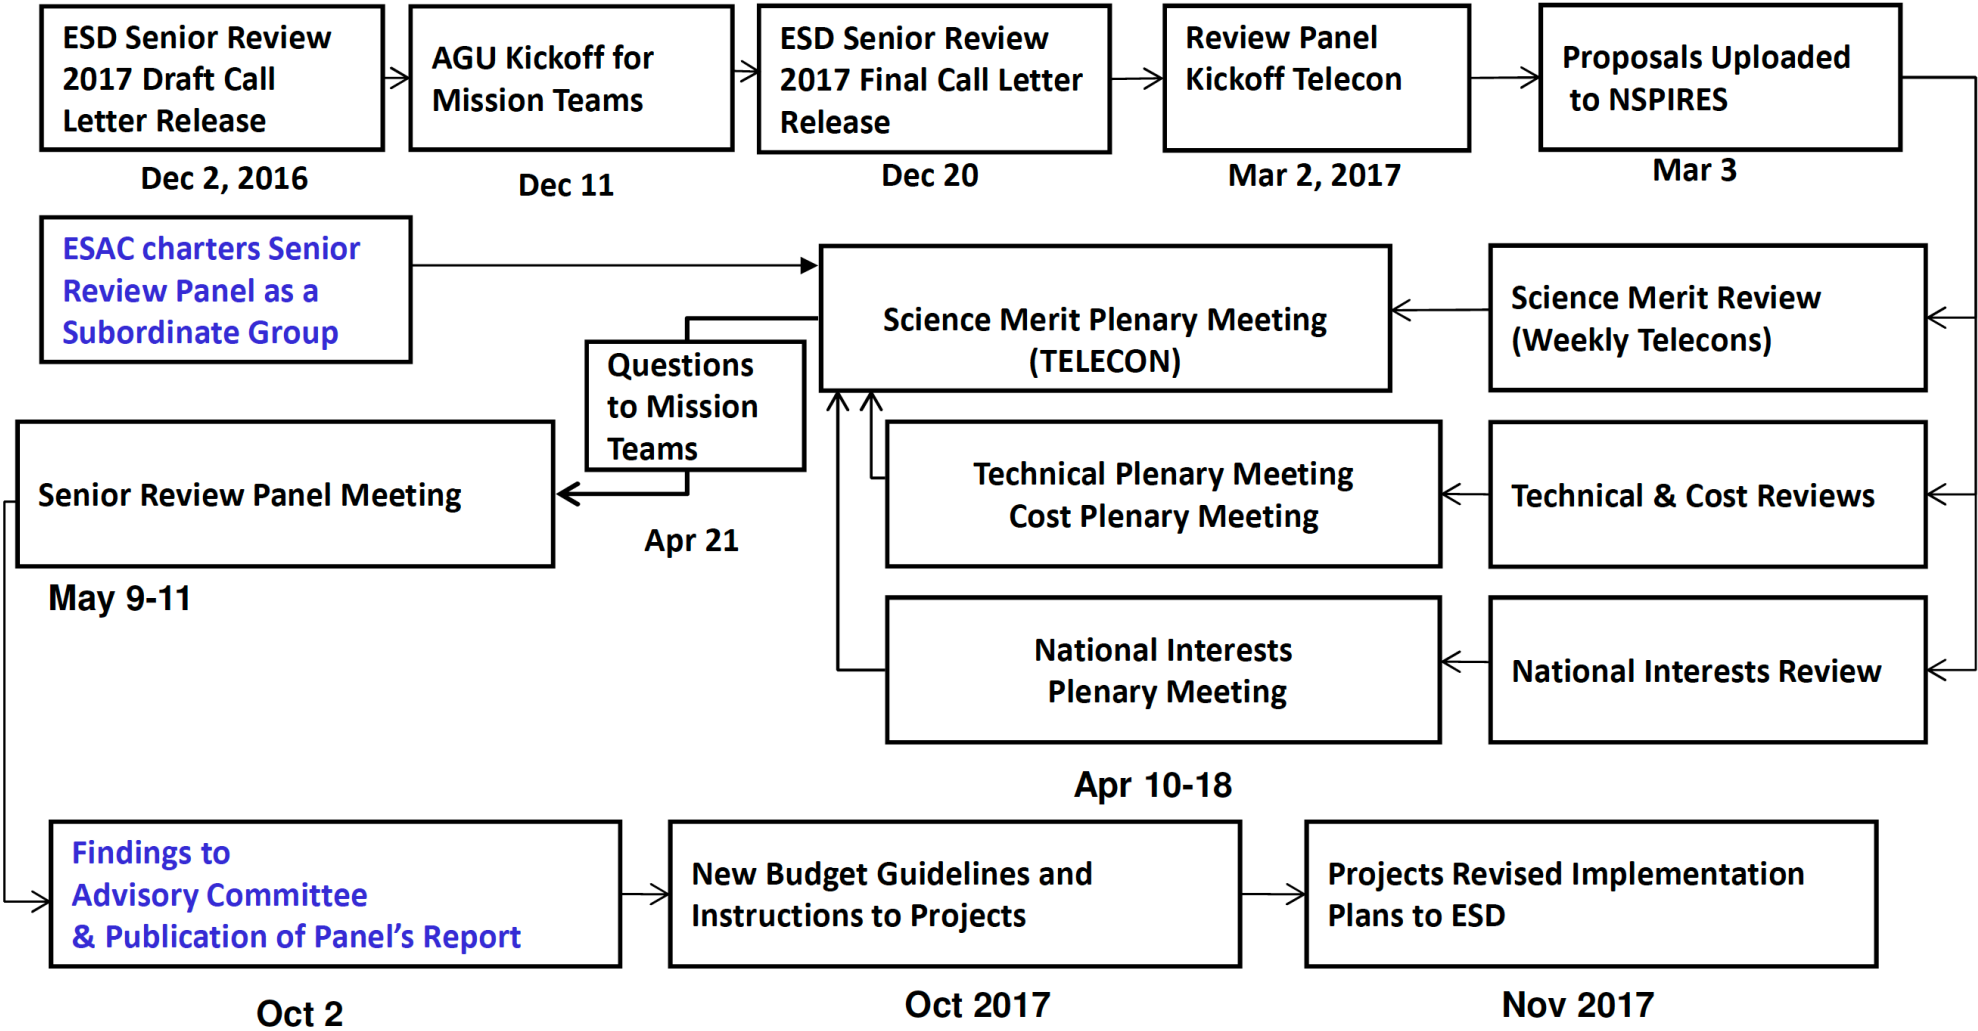 ESD Senior Review
2017 Draft Call
Letter Release
Dec 2, 2016
AGU Kickoff for
Mission Teams
Dec 11
ESD Senior Review
2017 Final Call Letter
Release
Dec 20
Review Panel
Kickoff Telecon
Mar 2, 2017
Proposals Uploaded
to NSPIRES
Mar 3
ESAC charters Senior
Review Panel as a
Subordinate Group
Science Merit Plenary Meeting
(TELECON)
Science Merit Review
(Weekly Telecons)
Questions
to Mission
Teams
Apr 21
Senior Review Panel Meeting
May 9-11
Technical Plenary Meeting
Cost Plenary Meeting
Technical & Cost Reviews
National Interests
Plenary Meeting
National Interests Review
Apr 10-18
Findings to
Advisory Committee
& Publication of Panel’s Report
Oct 2
New Budget Guidelines and
Instructions to Projects
Oct 2017
Projects Revised Implementation
Plans to ESD
Nov 2017